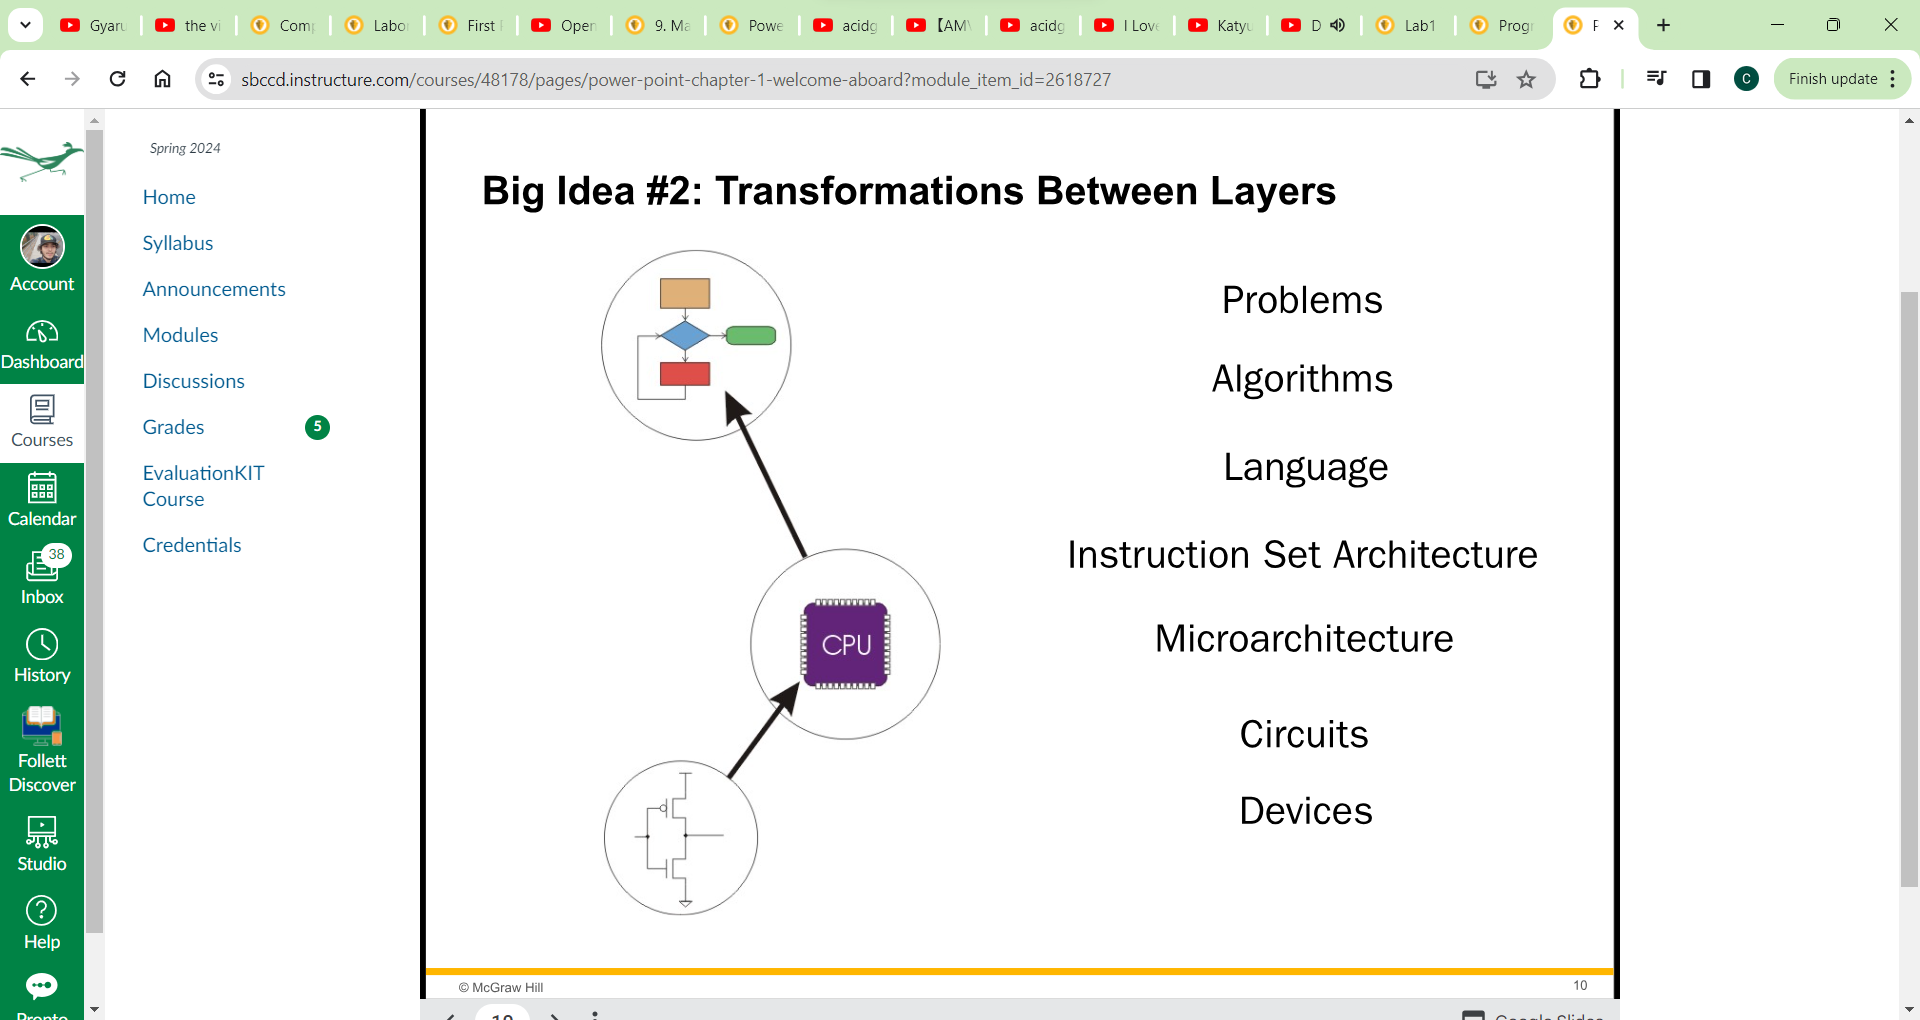 Gyaru
the vi
Comp
Labor
First
Open
9. Ma
Powe
acidg
【AM
acidg
I Love
Katyu
D
Lab1
Progr
sbccd.instructure.com/courses/48178/pages/power-point-chapter-1-welcome-aboard?module_item_id=2618727
C
Finish update
Account
Dashboard
Courses
Calendar
38
Inbox
History
Follett
Discover
Studio
Help
Spring 2024
Home
Syllabus
Announcements
Modules
Discussions
Grades 5
EvaluationKIT
Course
Credentials
Big Idea #2: Transformations Between Layers
CPU
Problems
Algorithms
Language
Instruction Set Architecture
Microarchitecture
Circuits
Devices
© McGraw Hill
10